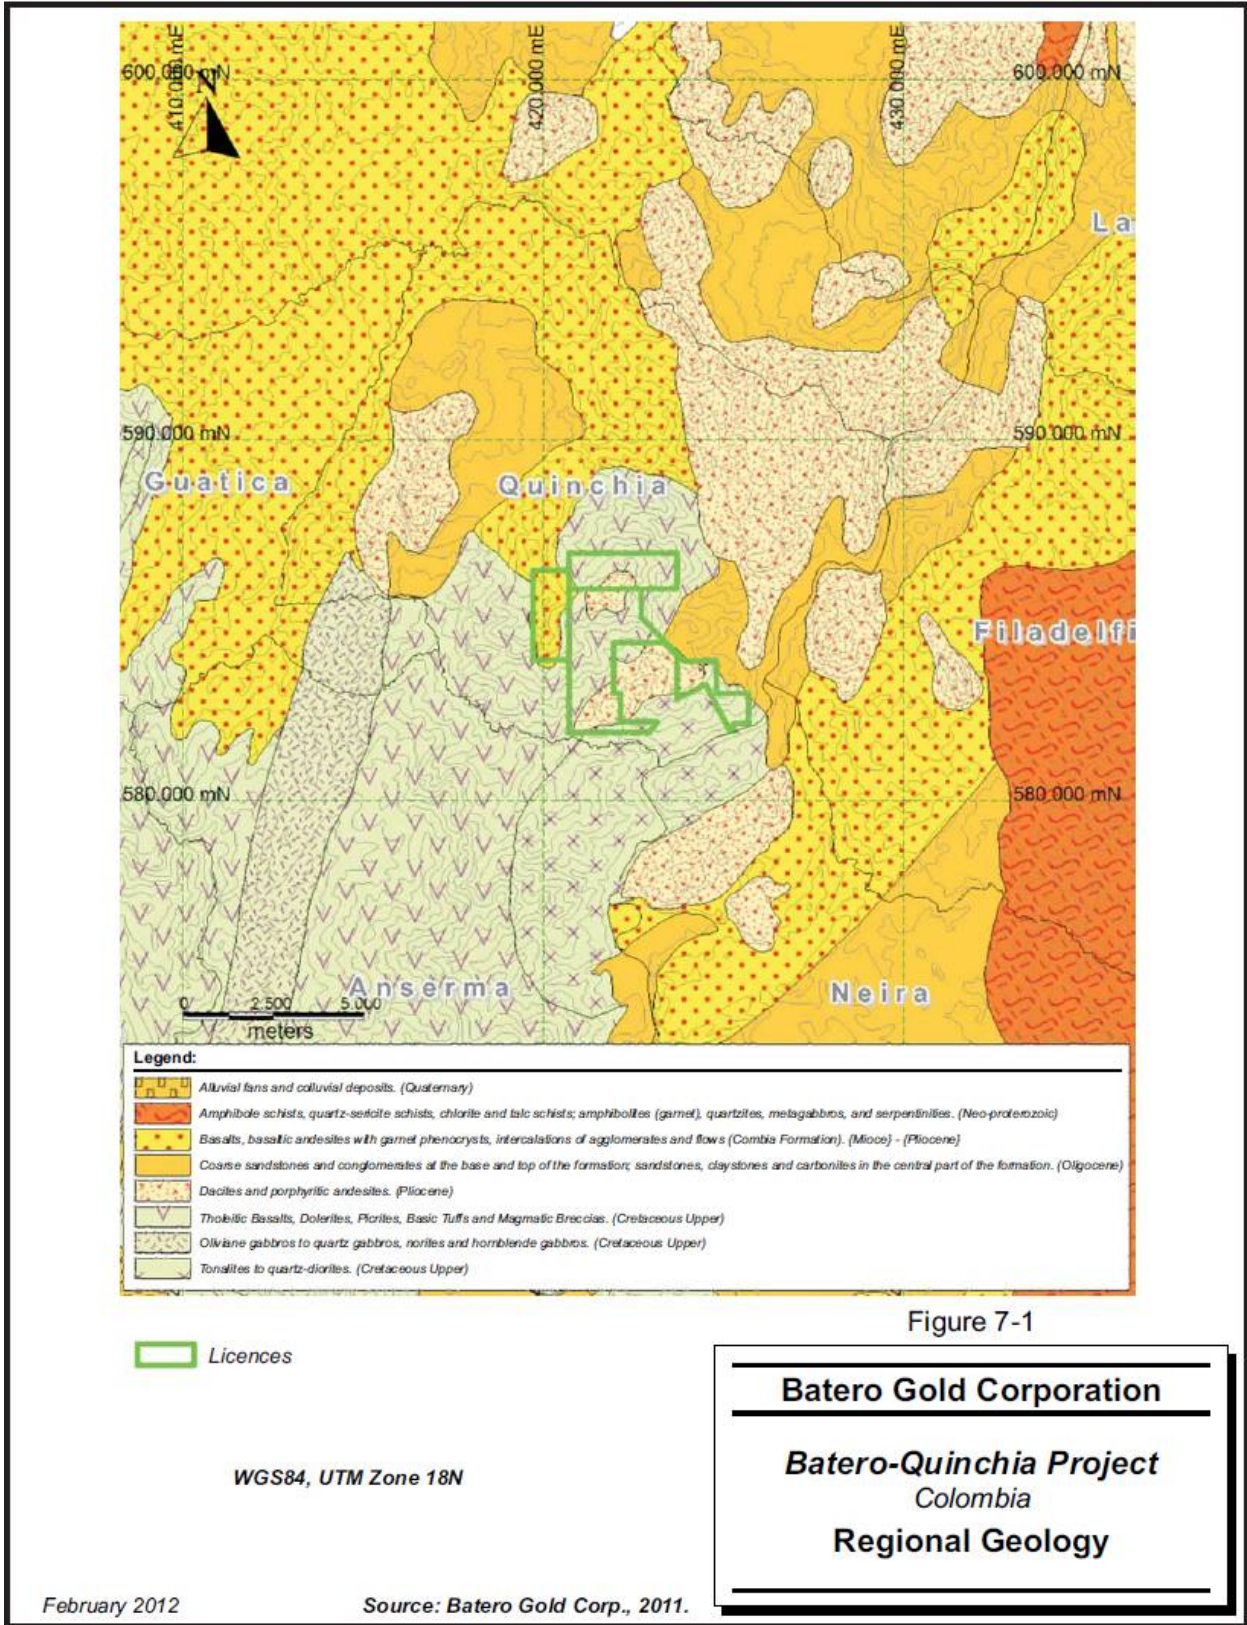 600.000 mN
410.000 mE
N
420.000 mE
430.000 mE
600.000 mN
La
590.000 mN
590.000 mN
Guatica
Quinchia
Filadelfi
580.000 mN
580.000 mN
Anserma
Neira
0 2.500 5.000
meters
Legend:
Alluvial fans and colluvial deposits. (Quaternary)
Amphibole schists, quartz-sericite schists, chlorite and talc schists; amphibolites (garnet), quartzites, metagabbros, and serpentinities. (Neo-proterozoic)
Basalts, basaltic andesites with garnet phenocrysts, intercalations of agglomerates and flows (Combia Formation). (Mioce) - (Pliocene)
Coarse sandstones and conglomerates at the base and top of the formation; sandstones, claystones and carbonites in the central part of the formation. (Oligocene)
Dacites and porphyritic andesites. (Pliocene)
Tholeitic Basalts, Dolerites, Picrites, Basic Tuffs and Magmatic Breccias. (Cretaceous Upper)
Oliviane gabbros to quartz gabbros, norites and hornblende gabbros. (Cretaceous Upper)
Tonalites to quartz-diorites. (Cretaceous Upper)
Licences
Figure 7-1
Batero Gold Corporation
Batero-Quinchia Project
Colombia
Regional Geology
WGS84, UTM Zone 18N
February 2012
Source: Batero Gold Corp., 2011.